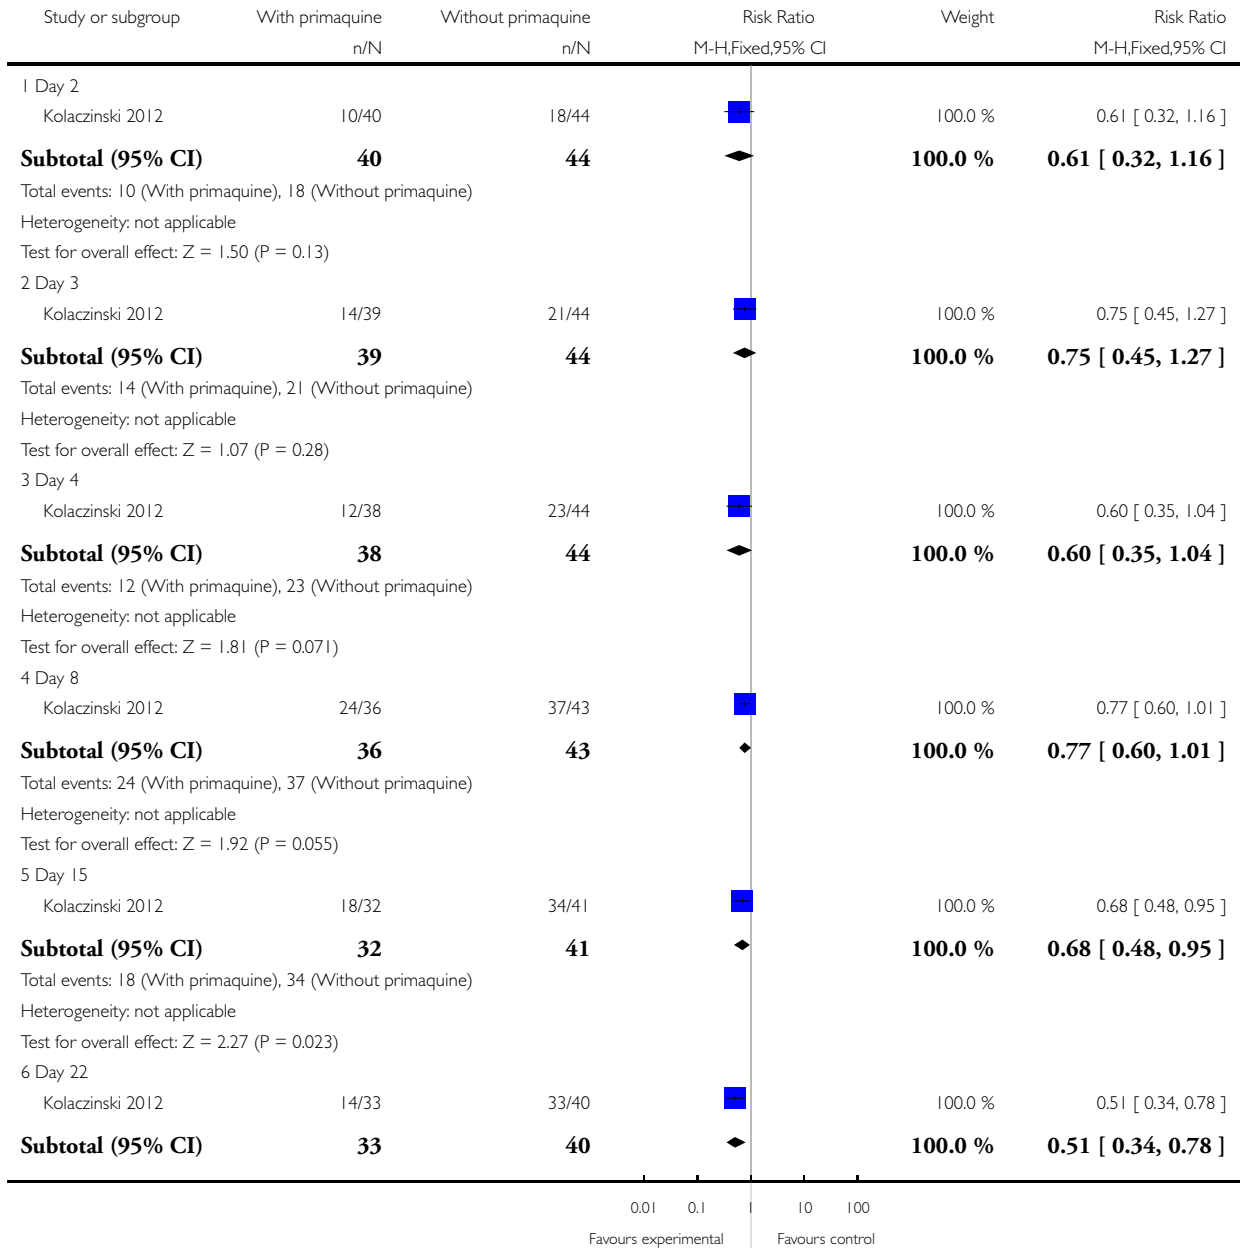 Study or subgroup With primaquine Without primaquine Risk Ratio Weight Risk Ratio
n/N n/N M-H,Fixed,95% CI M-H,Fixed,95% CI
1 Day 2
Kolaczinski 2012 10/40 18/44 100.0 % 0.61 [ 0.32, 1.16 ]
Subtotal (95% CI) 40 44 100.0 % 0.61 [ 0.32, 1.16 ]
Total events: 10 (With primaquine), 18 (Without primaquine)
Heterogeneity: not applicable
Test for overall effect: Z = 1.50 (P = 0.13)
2 Day 3
Kolaczinski 2012 14/39 21/44 100.0 % 0.75 [ 0.45, 1.27 ]
Subtotal (95% CI) 39 44 100.0 % 0.75 [ 0.45, 1.27 ]
Total events: 14 (With primaquine), 21 (Without primaquine)
Heterogeneity: not applicable
Test for overall effect: Z = 1.07 (P = 0.28)
3 Day 4
Kolaczinski 2012 12/38 23/44 100.0 % 0.60 [ 0.35, 1.04 ]
Subtotal (95% CI) 38 44 100.0 % 0.60 [ 0.35, 1.04 ]
Total events: 12 (With primaquine), 23 (Without primaquine)
Heterogeneity: not applicable
Test for overall effect: Z = 1.81 (P = 0.071)
4 Day 8
Kolaczinski 2012 24/36 37/43 100.0 % 0.77 [ 0.60, 1.01 ]
Subtotal (95% CI) 36 43 100.0 % 0.77 [ 0.60, 1.01 ]
Total events: 24 (With primaquine), 37 (Without primaquine)
Heterogeneity: not applicable
Test for overall effect: Z = 1.92 (P = 0.055)
5 Day 15
Kolaczinski 2012 18/32 34/41 100.0 % 0.68 [ 0.48, 0.95 ]
Subtotal (95% CI) 32 41 100.0 % 0.68 [ 0.48, 0.95 ]
Total events: 18 (With primaquine), 34 (Without primaquine)
Heterogeneity: not applicable
Test for overall effect: Z = 2.27 (P = 0.023)
6 Day 22
Kolaczinski 2012 14/33 33/40 100.0 % 0.51 [ 0.34, 0.78 ]
Subtotal (95% CI) 33 40 100.0 % 0.51 [ 0.34, 0.78 ]
0.01 0.1 1 10 100
Favours experimental Favours control